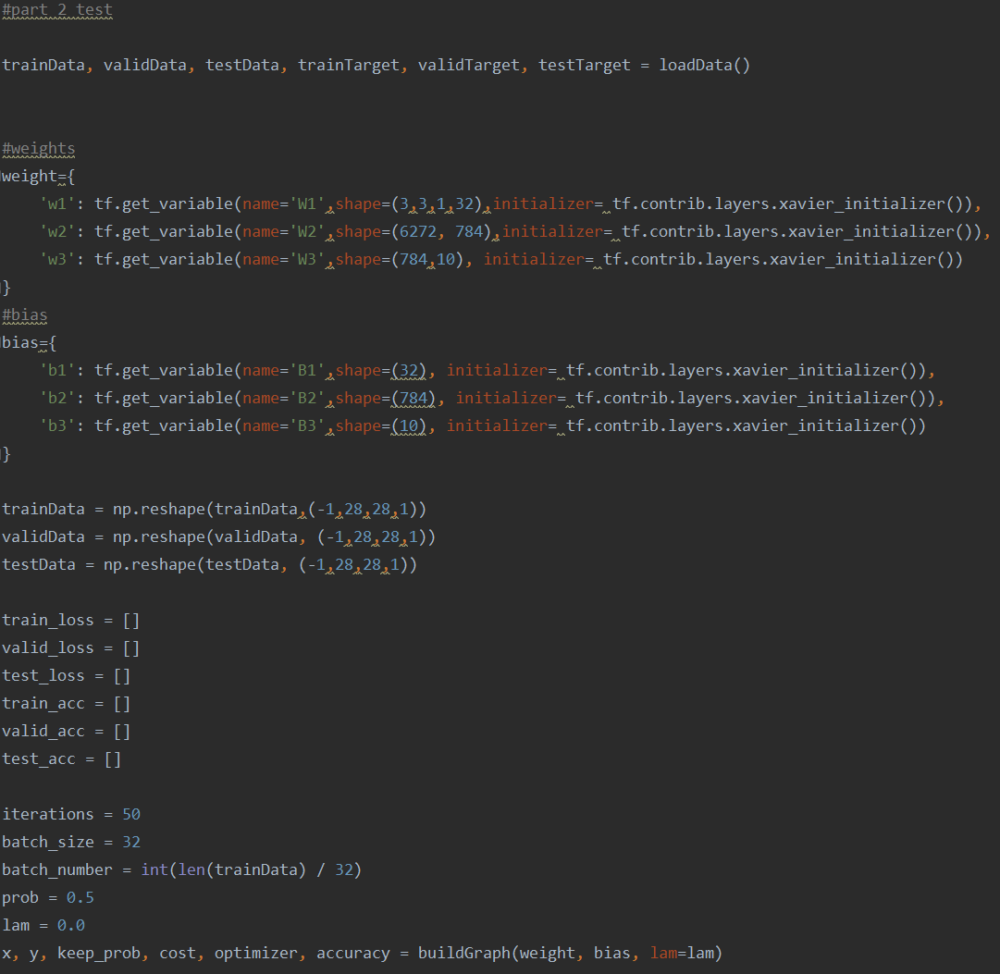 #part 2 test
trainData, validData, testData, trainTarget, validTarget, testTarget = loadData()
#weights
weight={
    'w1': tf.get_variable(name='W1',shape=(3,3,1,32),initializer= tf.contrib.layers.xavier_initializer()),
    'w2': tf.get_variable(name='W2',shape=(6272, 784),initializer= tf.contrib.layers.xavier_initializer()),
    'w3': tf.get_variable(name='W3',shape=(784,10), initializer= tf.contrib.layers.xavier_initializer())
}
#bias
bias={
    'b1': tf.get_variable(name='B1',shape=(32), initializer= tf.contrib.layers.xavier_initializer()),
    'b2': tf.get_variable(name='B2',shape=(784), initializer= tf.contrib.layers.xavier_initializer()),
    'b3': tf.get_variable(name='B3',shape=(10), initializer= tf.contrib.layers.xavier_initializer())
}
trainData = np.reshape(trainData,(-1,28,28,1))
validData = np.reshape(validData, (-1,28,28,1))
testData = np.reshape(testData, (-1,28,28,1))
train_loss = []
valid_loss = []
test_loss = []
train_acc = []
valid_acc = []
test_acc = []
iterations = 50
batch_size = 32
batch_number = int(len(trainData) / 32)
prob = 0.5
lam = 0.0
x, y, keep_prob, cost, optimizer, accuracy = buildGraph(weight, bias, lam=lam)